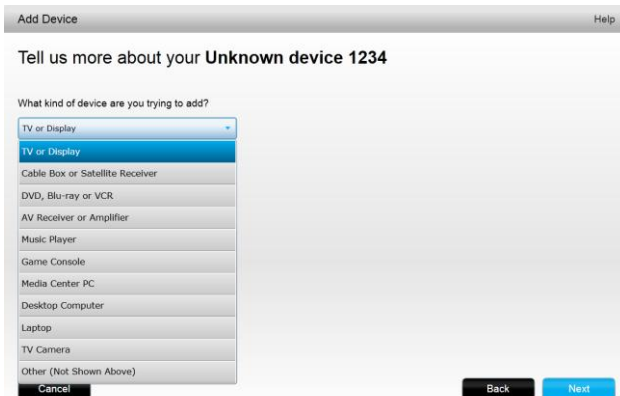 Add Device
Help
Tell us more about your Unknown device 1234
What kind of device are you trying to add?
TV or Display
TV or Display
Cable Box or Satellite Receiver
DVD, Blu-ray or VCR
AV Receiver or Amplifier
Music Player
Game Console
Media Center PC
Desktop Computer
Laptop
TV Camera
Other (Not Shown Above)
Cancel
Back
Next